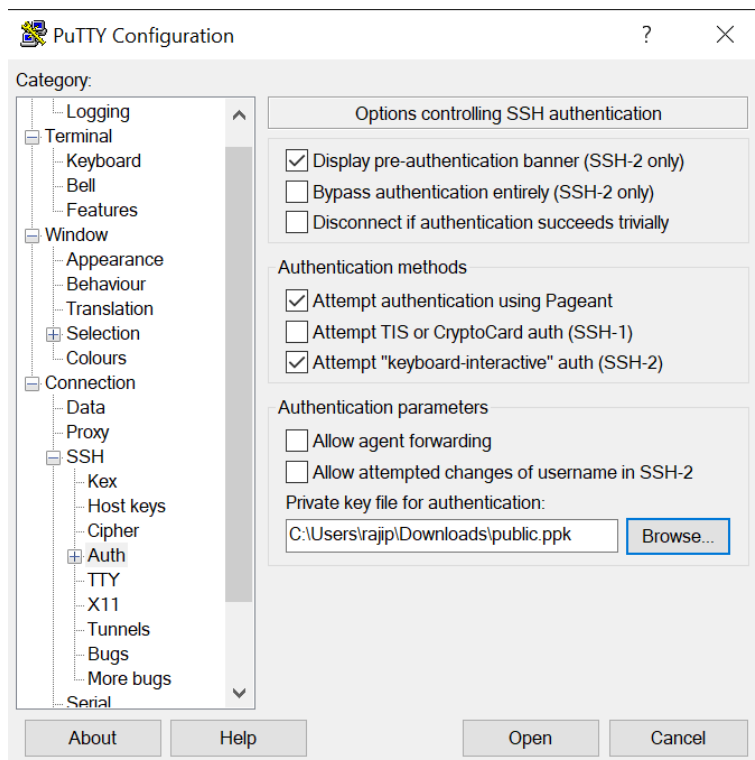 PuTTY Configuration
?
Category:
Logging
Terminal
Keyboard
Bell
Features
Window
Appearance
Behaviour
Translation
Selection
Colours
Connection
Data
Proxy
SSH
Kex
Host keys
Cipher
Auth
TTY
X11
Tunnels
Bugs
More bugs
Serial
Options controlling SSH authentication
Display pre-authentication banner (SSH-2 only)
Bypass authentication entirely (SSH-2 only)
Disconnect if authentication succeeds trivially
Authentication methods
Attempt authentication using Pageant
Attempt TIS or CryptoCard auth (SSH-1)
Attempt "keyboard-interactive" auth (SSH-2)
Authentication parameters
Allow agent forwarding
Allow attempted changes of username in SSH-2
Private key file for authentication:
C:\Users\rajip\Downloads\public.ppk
Browse...
About
Help
Open
Cancel